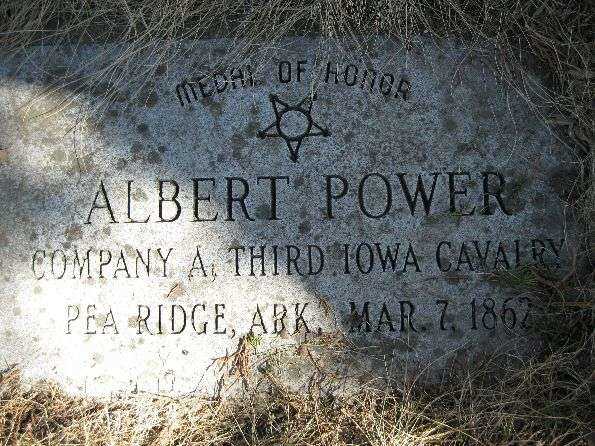 MEDAL OF HONOR
ALBERT POWER
COMPANY A, THIRD IOWA CAVALRY
PEA RIDGE, ARK. MAR. 7, 1862